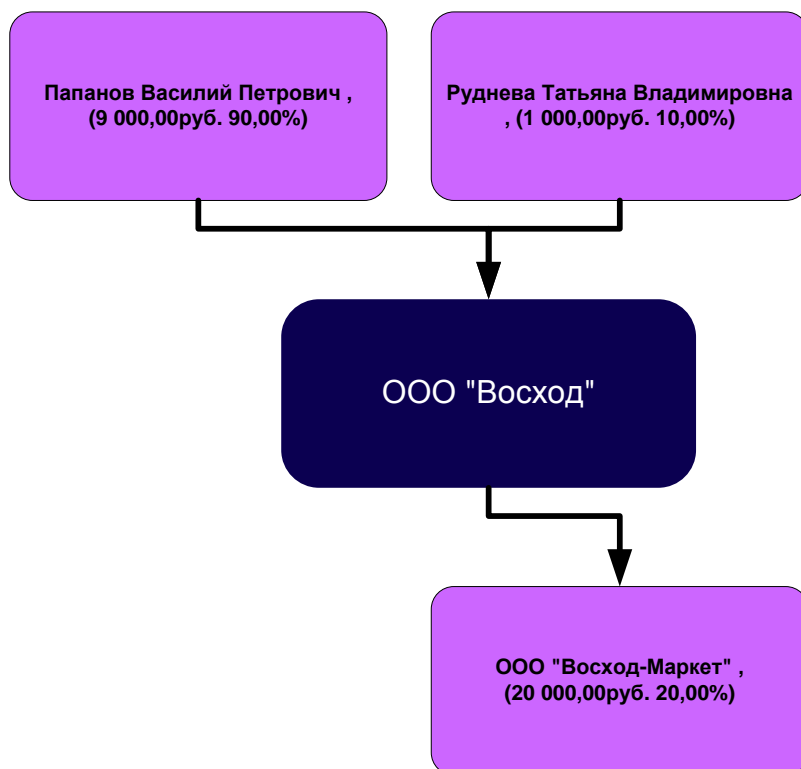 Папанов Василий Петрович ,
(9 000,00руб. 90,00%)
Руднева Татьяна Владимировна
, (1 000,00руб. 10,00%)
ООО "Восход"
ООО "Восход-Маркет" ,
(20 000,00руб. 20,00%)